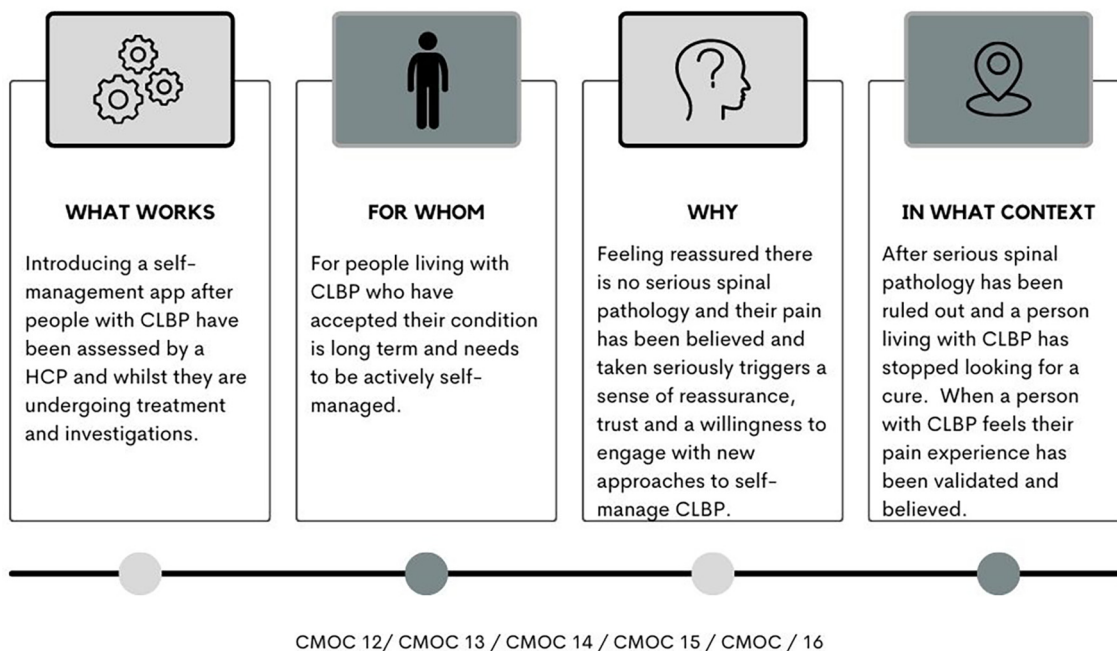 WHAT WORKS
Introducing a self-
management app after
people with CLBP have
been assessed by a
HCP and whilst they are
undergoing treatment
and investigations.
FOR WHOM
For people living with
CLBP who have
accepted their condition
is long term and needs
to be actively self-
managed.
WHY
Feeling reassured there
is no serious spinal
pathology and their pain
has been believed and
taken seriously triggers a
sense of reassurance,
trust and a willingness to
engage with new
approaches to self-
manage CLBP.
IN WHAT CONTEXT
After serious spinal
pathology has been
ruled out and a person
living with CLBP has
stopped looking for a
cure.  When a person
with CLBP feels their
pain experience has
been validated and
believed.
CMOC 12/ CMOC 13 / CMOC 14 / CMOC 15 / CMOC / 16